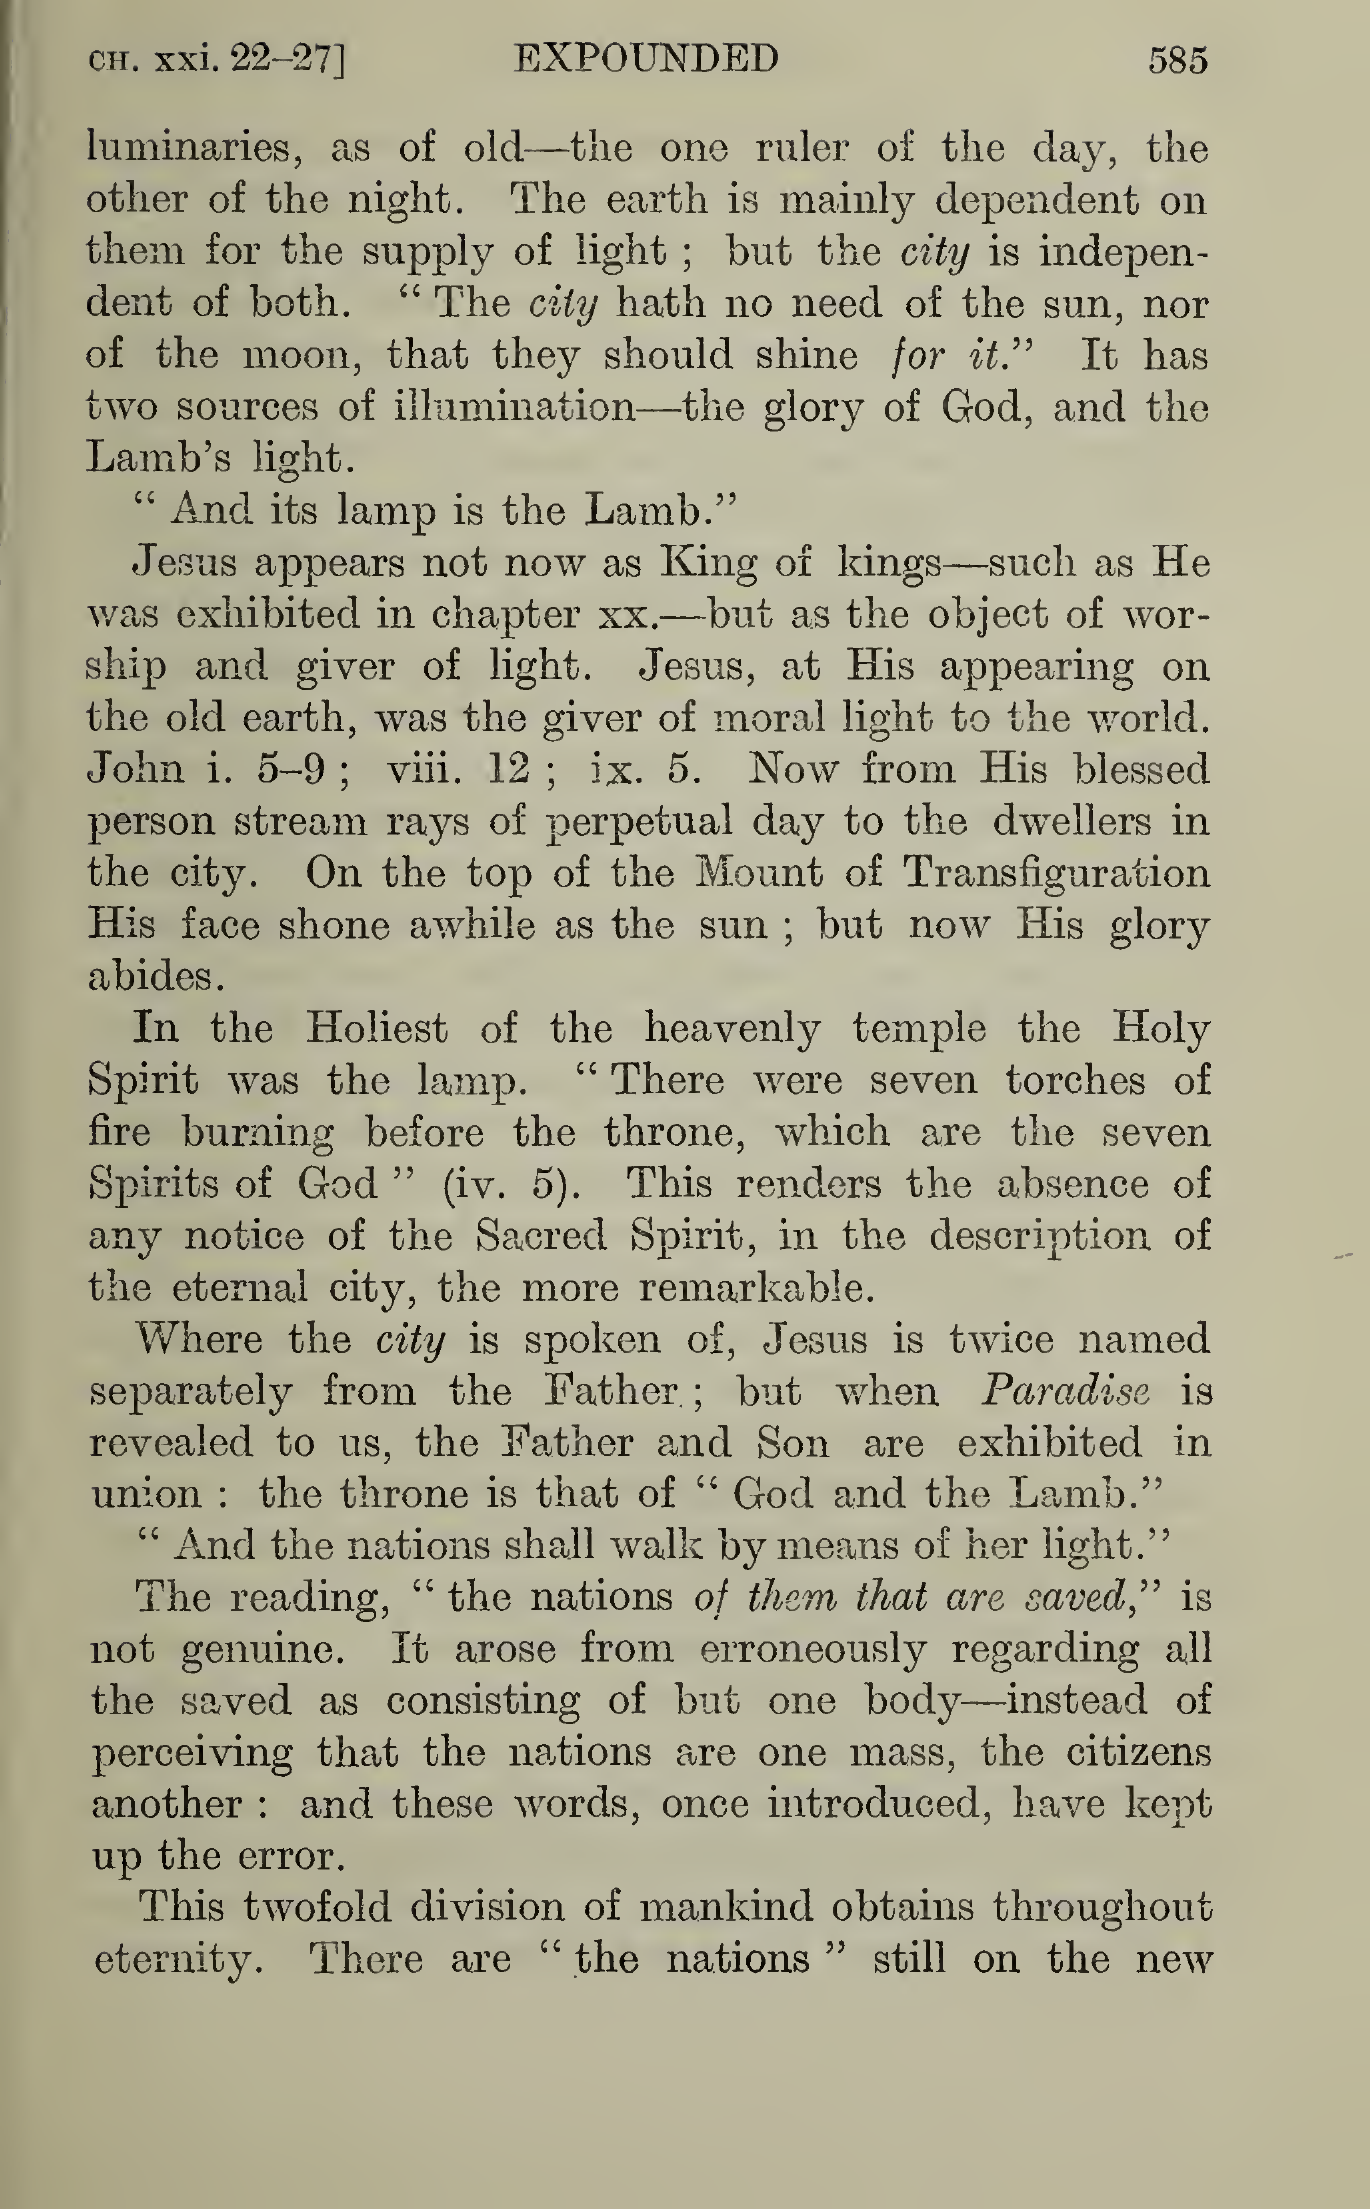 CH. xxi. 22–27] EXPOUNDED 585
luminaries, as of old—the one ruler of the day, the
other of the night. The earth is mainly dependent on
them for the supply of light ; but the city is indepen-
dent of both. “ The city hath no need of the sun, nor
of the moon, that they should shine for it.” It has
two sources of illumination—the glory of God, and the
Lamb’s light.
“ And its lamp is the Lamb.”
Jesus appears not now as King of kings—such as He
was exhibited in chapter xx.—but as the object of wor-
ship and giver of light. Jesus, at His appearing on
the old earth, was the giver of moral light to the world.
John i. 5–9 ; viii. 12 ; ix. 5. Now from His blessed
person stream rays of perpetual day to the dwellers in
the city. On the top of the Mount of Transfiguration
His face shone awhile as the sun ; but now His glory
abides.
In the Holiest of the heavenly temple the Holy
Spirit was the lamp. “ There were seven torches of
fire burning before the throne, which are the seven
Spirits of God ” (iv. 5). This renders the absence of
any notice of the Sacred Spirit, in the description of
the eternal city, the more remarkable.
Where the city is spoken of, Jesus is twice named
separately from the Father ; but when Paradise is
revealed to us, the Father and Son are exhibited in
union : the throne is that of “ God and the Lamb.”
“ And the nations shall walk by means of her light.”
The reading, “ the nations of them that are saved,” is
not genuine. It arose from erroneously regarding all
the saved as consisting of but one body—instead of
perceiving that the nations are one mass, the citizens
another : and these words, once introduced, have kept
up the error.
This twofold division of mankind obtains throughout
eternity. There are “ the nations ” still on the new